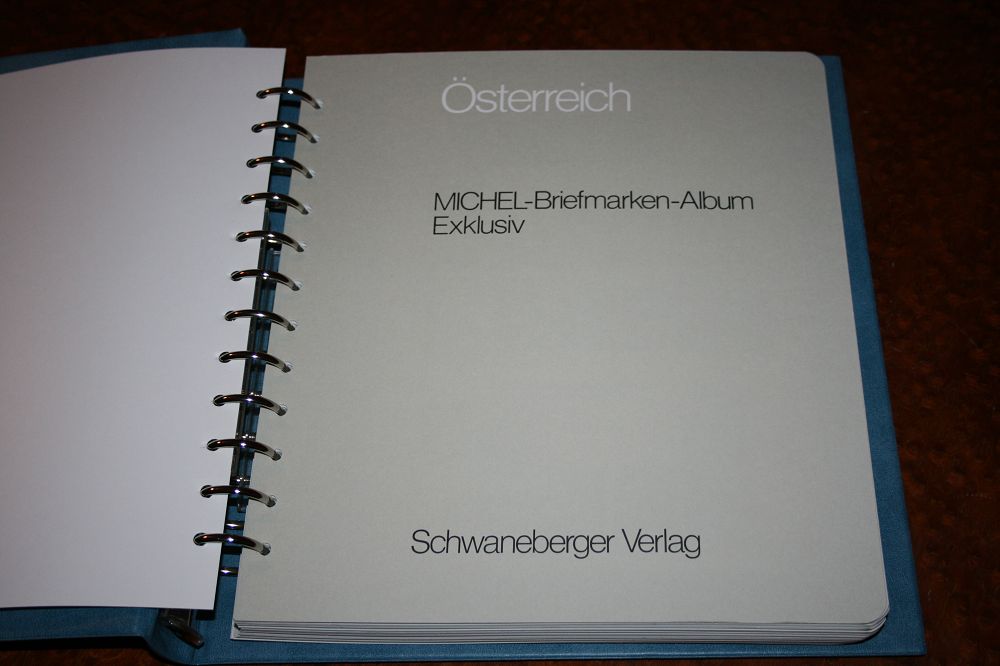 Österreich
MICHEL-Briefmarken-Album
Exklusiv
Schwaneberger Verlag